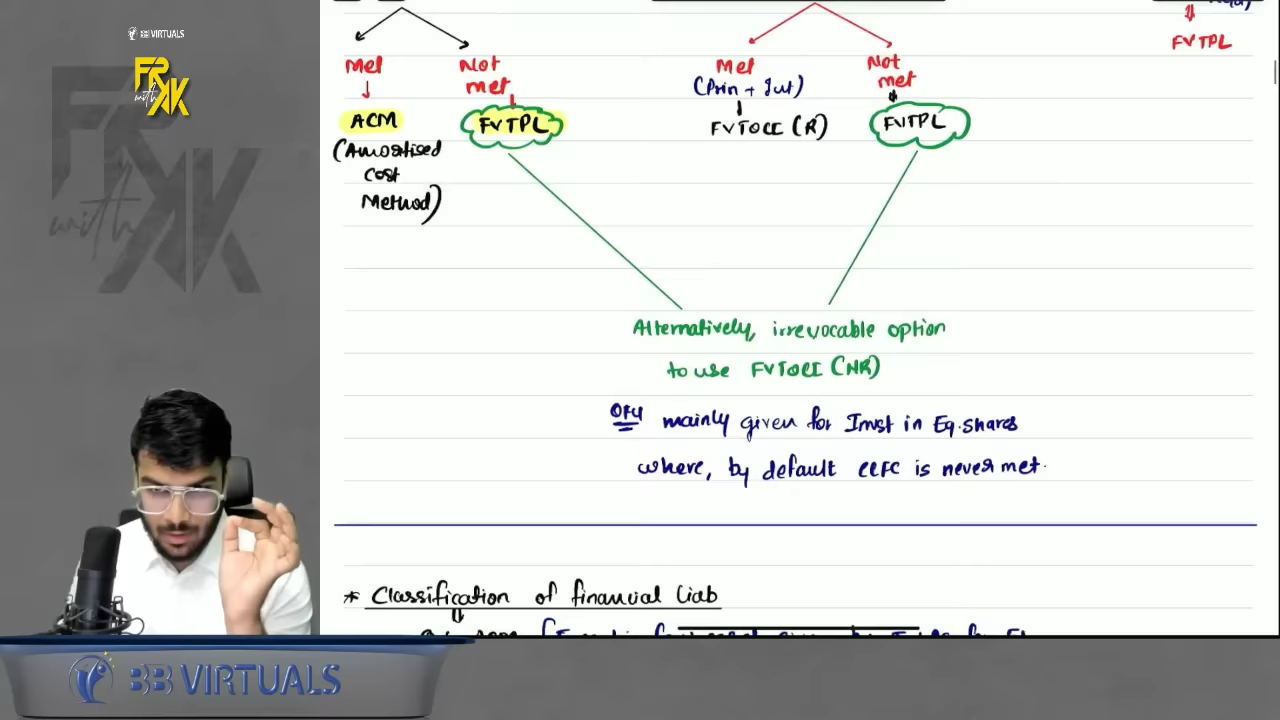 BB VIRTUALS
FR
with
AK
FVTPL
Met
Not
met
Met
(Prin + Int)
Not
met
ACM
FVTPL
FVTOCI (R)
FVTPL
(Amortised
Cost
Method)
Alternatively, irrevocable option
to use FVTOCI (NR)
mainly given for Invst in Eq. shares
where, by default CCFC is never met.
* Classification of financial Liab
BB VIRTUALS